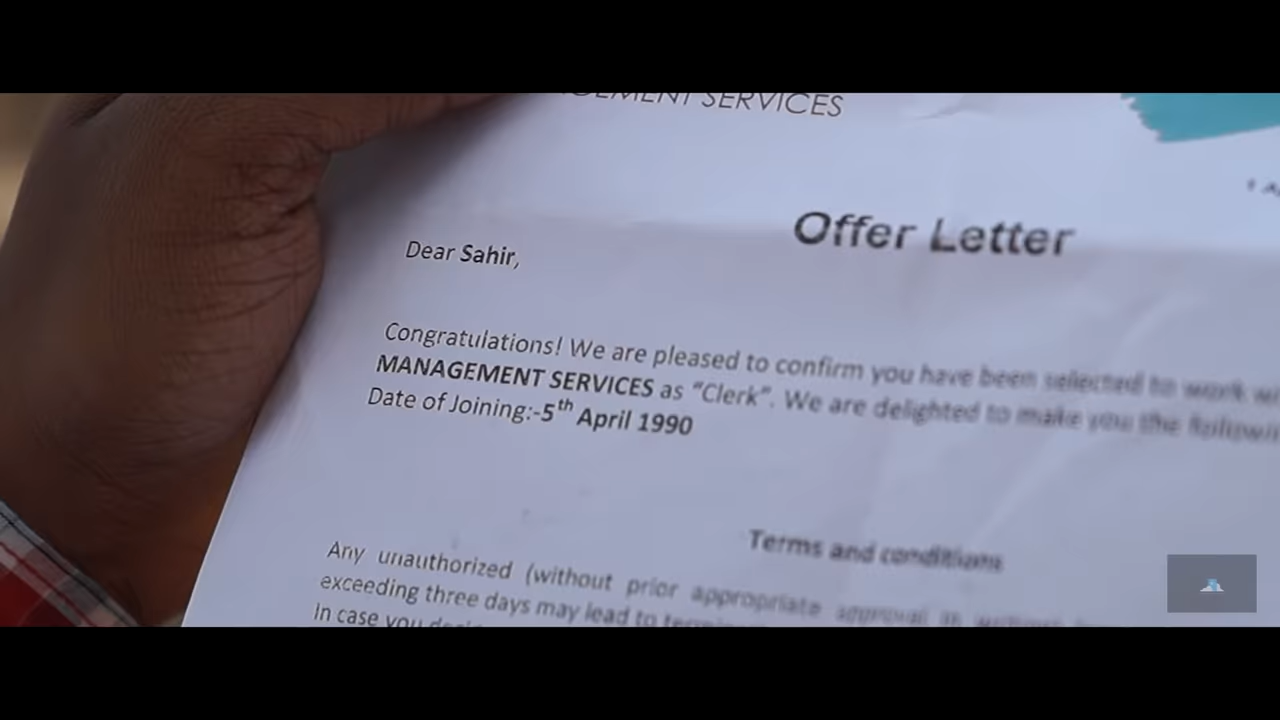 SERVICES
Offer Letter
Dear Sahir,
Congratulations! We are pleased to confirm you have been selected to work
MANAGEMENT SERVICES as “Clerk”. We are delighted to make you the
Date of Joining:-5th April 1990
Terms and conditions
Any unauthorized (without prior appropriate approval
exceeding three days may lead to
In case you